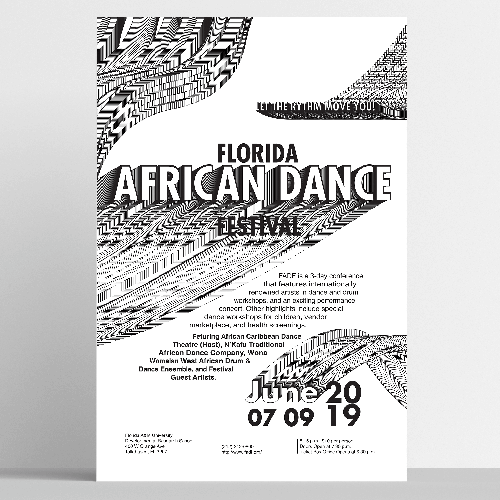 LET THE RYTHM MOVE YOU!
FLORIDA
AFRICAN DANCE
FESTIVAL
FADF is a 3-day conference
that features internationally
renowned artists in dance and drum
workshops, and an exciting performance
concert. Other highlights include special
dance workshops for children, vendor
marketplace, and health screenings.
Feturing African Caribbean Dance
Theatre (Host), N'Kafu Traditional
African Dance Company, Wona
Womalan West African Drum &
Dance Ensemble, and Festival
Guest Artists.
June 20
07 09 19